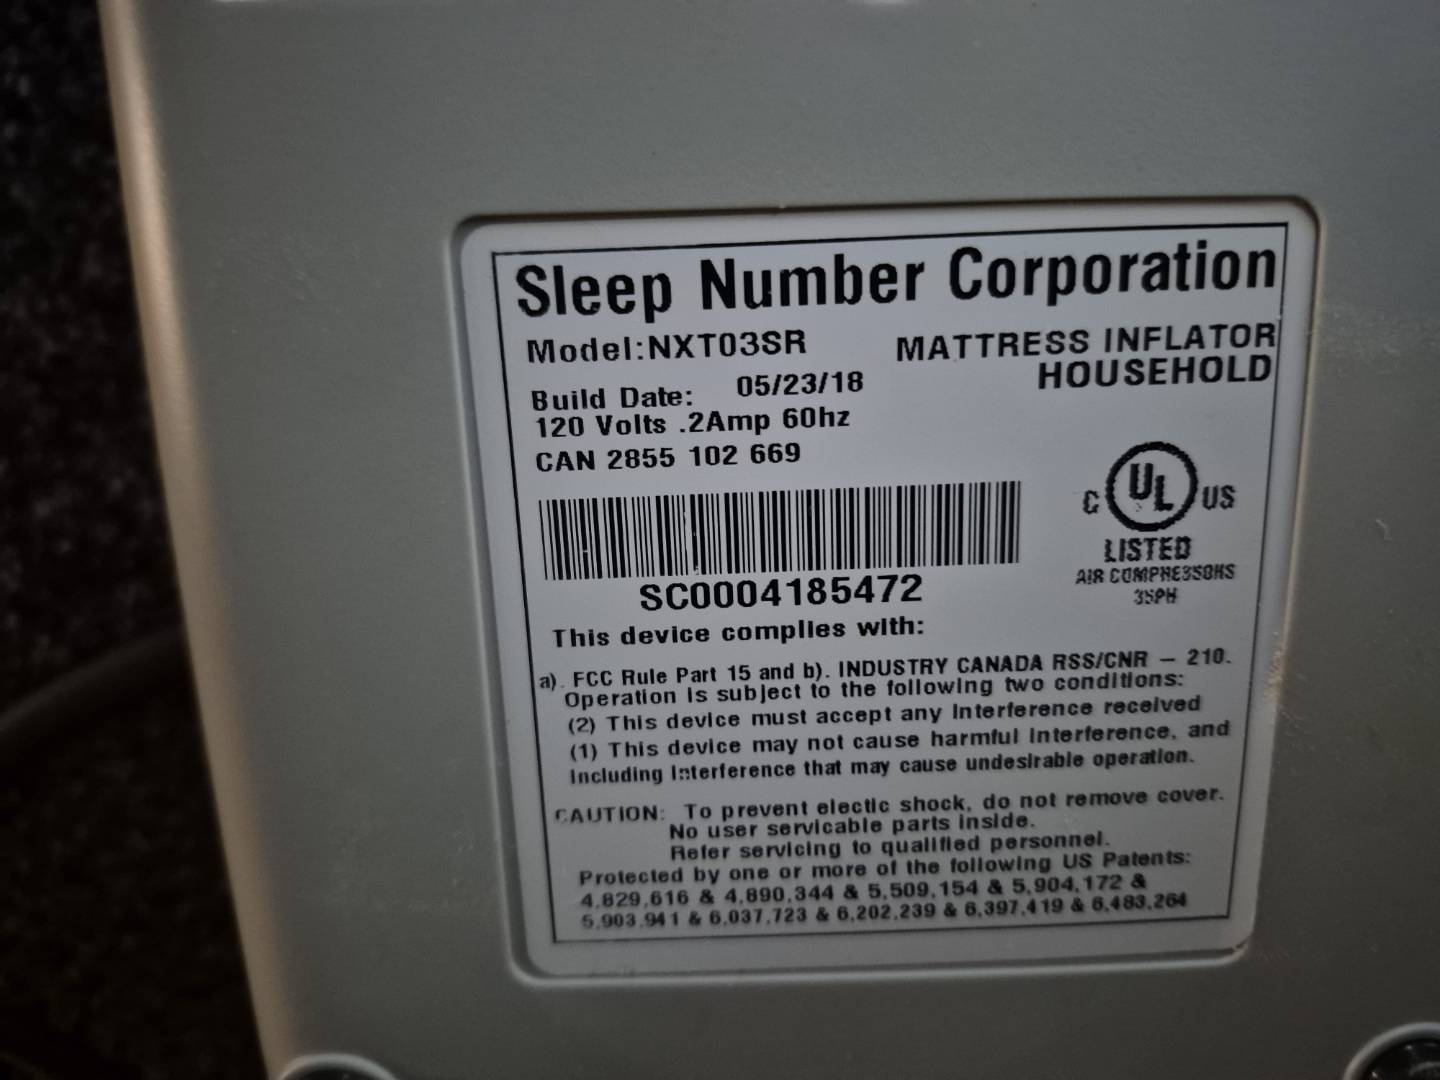 Sleep Number Corporation
Model:NXT03SR
MATTRESS INFLATOR
HOUSEHOLD
Build Date: 05/23/18
120 Volts .2Amp 60hz
CAN 2855 102 669
C UL US
LISTED
AIR COMPRESSORS
35PH
SC0004185472
This device complies with:
a). FCC Rule Part 15 and b). INDUSTRY CANADA RSS/CNR – 210.
Operation is subject to the following two conditions:
(2) This device must accept any interference received
(1) This device may not cause harmful interference, and
including interference that may cause undesirable operation.
CAUTION: To prevent electic shock, do not remove cover.
No user servicable parts inside.
Refer servicing to qualified personnel.
Protected by one or more of the following US Patents:
4,829,616 & 4,890,344 & 5,509,154 & 5,904,172 &
5,903,941 & 6,037,723 & 6,202,239 & 6,397,419 & 6,483,264